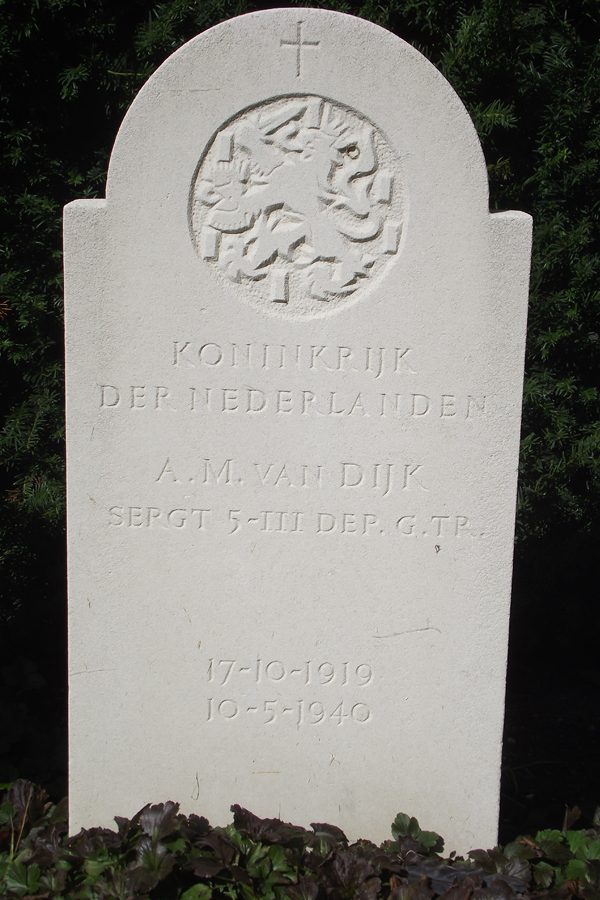 KONINKRIJK
DER NEDERLANDEN
A.M. VAN DIJK
SERGT 5-III DEP. G.TR.
17-10-1919
10-5-1940